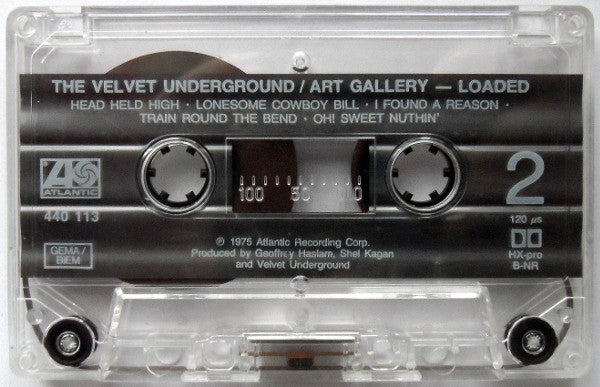 THE VELVET UNDERGROUND / ART GALLERY — LOADED
HEAD HELD HIGH · LONESOME COWBOY BILL · I FOUND A REASON ·
TRAIN ROUND THE BEND · OH! SWEET NUTHIN'
ATLANTIC
440 113
GEMA/
BIEM
100 50 0
2
120 µs
HX-pro
B-NR
℗ 1975 Atlantic Recording Corp.
Produced by Geoffrey Haslam, Shel Kagan
and Velvet Underground